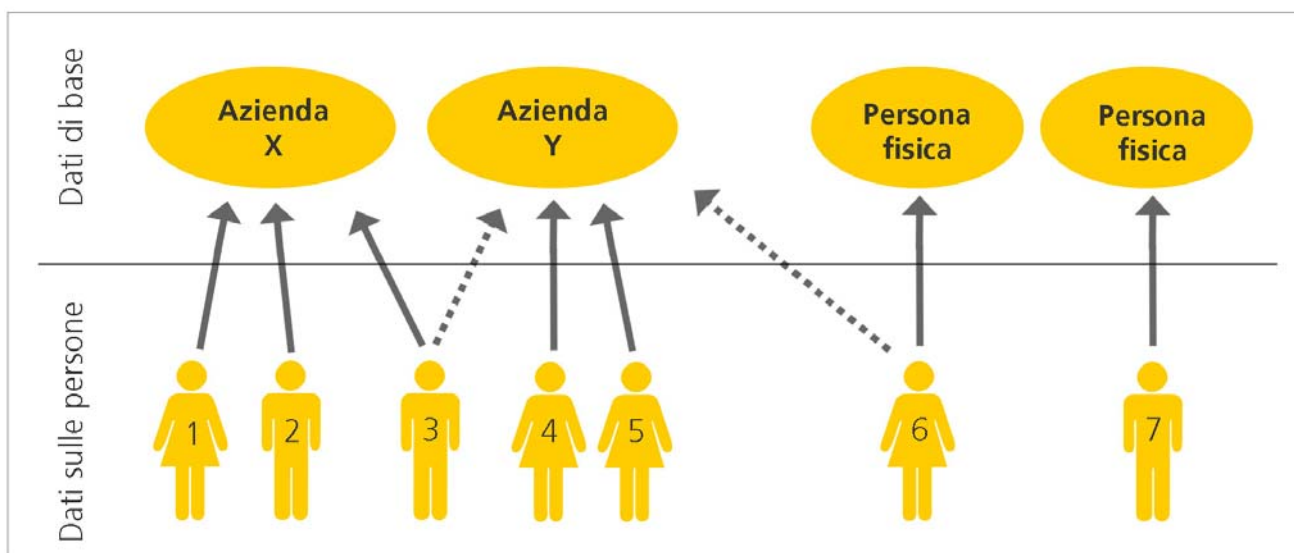 Dati di base
Azienda
X
Azienda
Y
Persona
fisica
Persona
fisica
Dati sulle persone
1
2
3
4
5
6
7